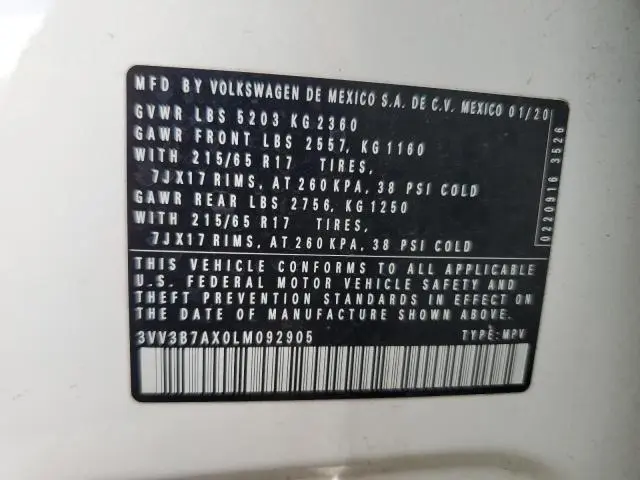 MFD BY VOLKSWAGEN DE MEXICO S.A. DE C.V. MEXICO 01/20
GVWR LBS 5203 KG 2360
GAWR FRONT LBS 2557, KG 1160
WITH 215/65 R17 TIRES,
7JX17 RIMS, AT 260 KPA, 38 PSI COLD
GAWR REAR LBS 2756, KG 1250
WITH 215/65 R17 TIRES,
7JX17 RIMS, AT 260 KPA, 38 PSI COLD
0220916 3526
THIS VEHICLE CONFORMS TO ALL APPLICABLE
U.S. FEDERAL MOTOR VEHICLE SAFETY AND
THEFT PREVENTION STANDARDS IN EFFECT ON
THE DATE OF MANUFACTURE SHOWN ABOVE.
3VV3B7AX0LM092905 TYPE:MPV